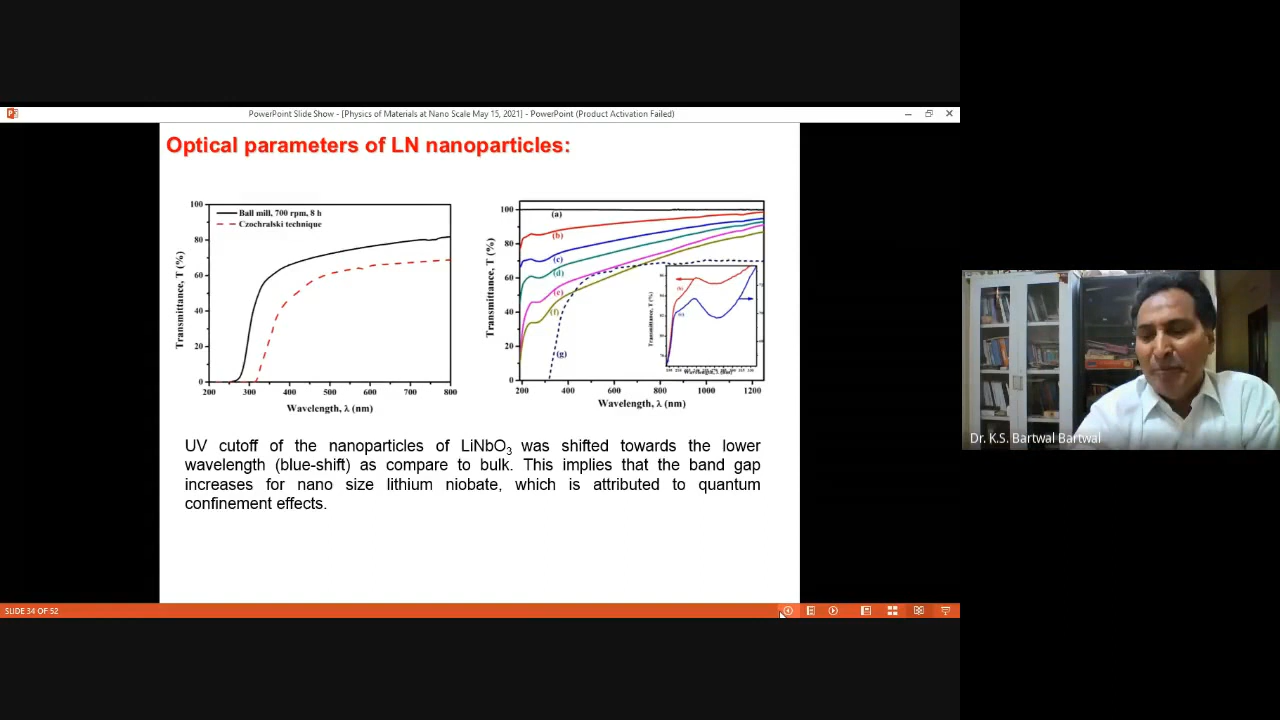 PowerPoint Slide Show - [Physics of Materials at Nano Scale May 15, 2021] - PowerPoint (Product Activation Failed)
Optical parameters of LN nanoparticles:
Ball mill, 700 rpm, 8 h
Czochralski technique
Transmittance, T (%)
100
80
60
40
20
0
200 300 400 500 600 700 800
Wavelength, λ (nm)
Transmittance, T (%)
100
80
60
40
20
0
(a)
(b)
(c)
(d)
(e)
(f)
(g)
200 400 600 800 1000 1200
Wavelength, λ (nm)
UV cutoff of the nanoparticles of LiNbO3 was shifted towards the lower
wavelength (blue-shift) as compare to bulk. This implies that the band gap
increases for nano size lithium niobate, which is attributed to quantum
confinement effects.
SLIDE 34 OF 52
Dr. K.S. Bartwal Bartwal